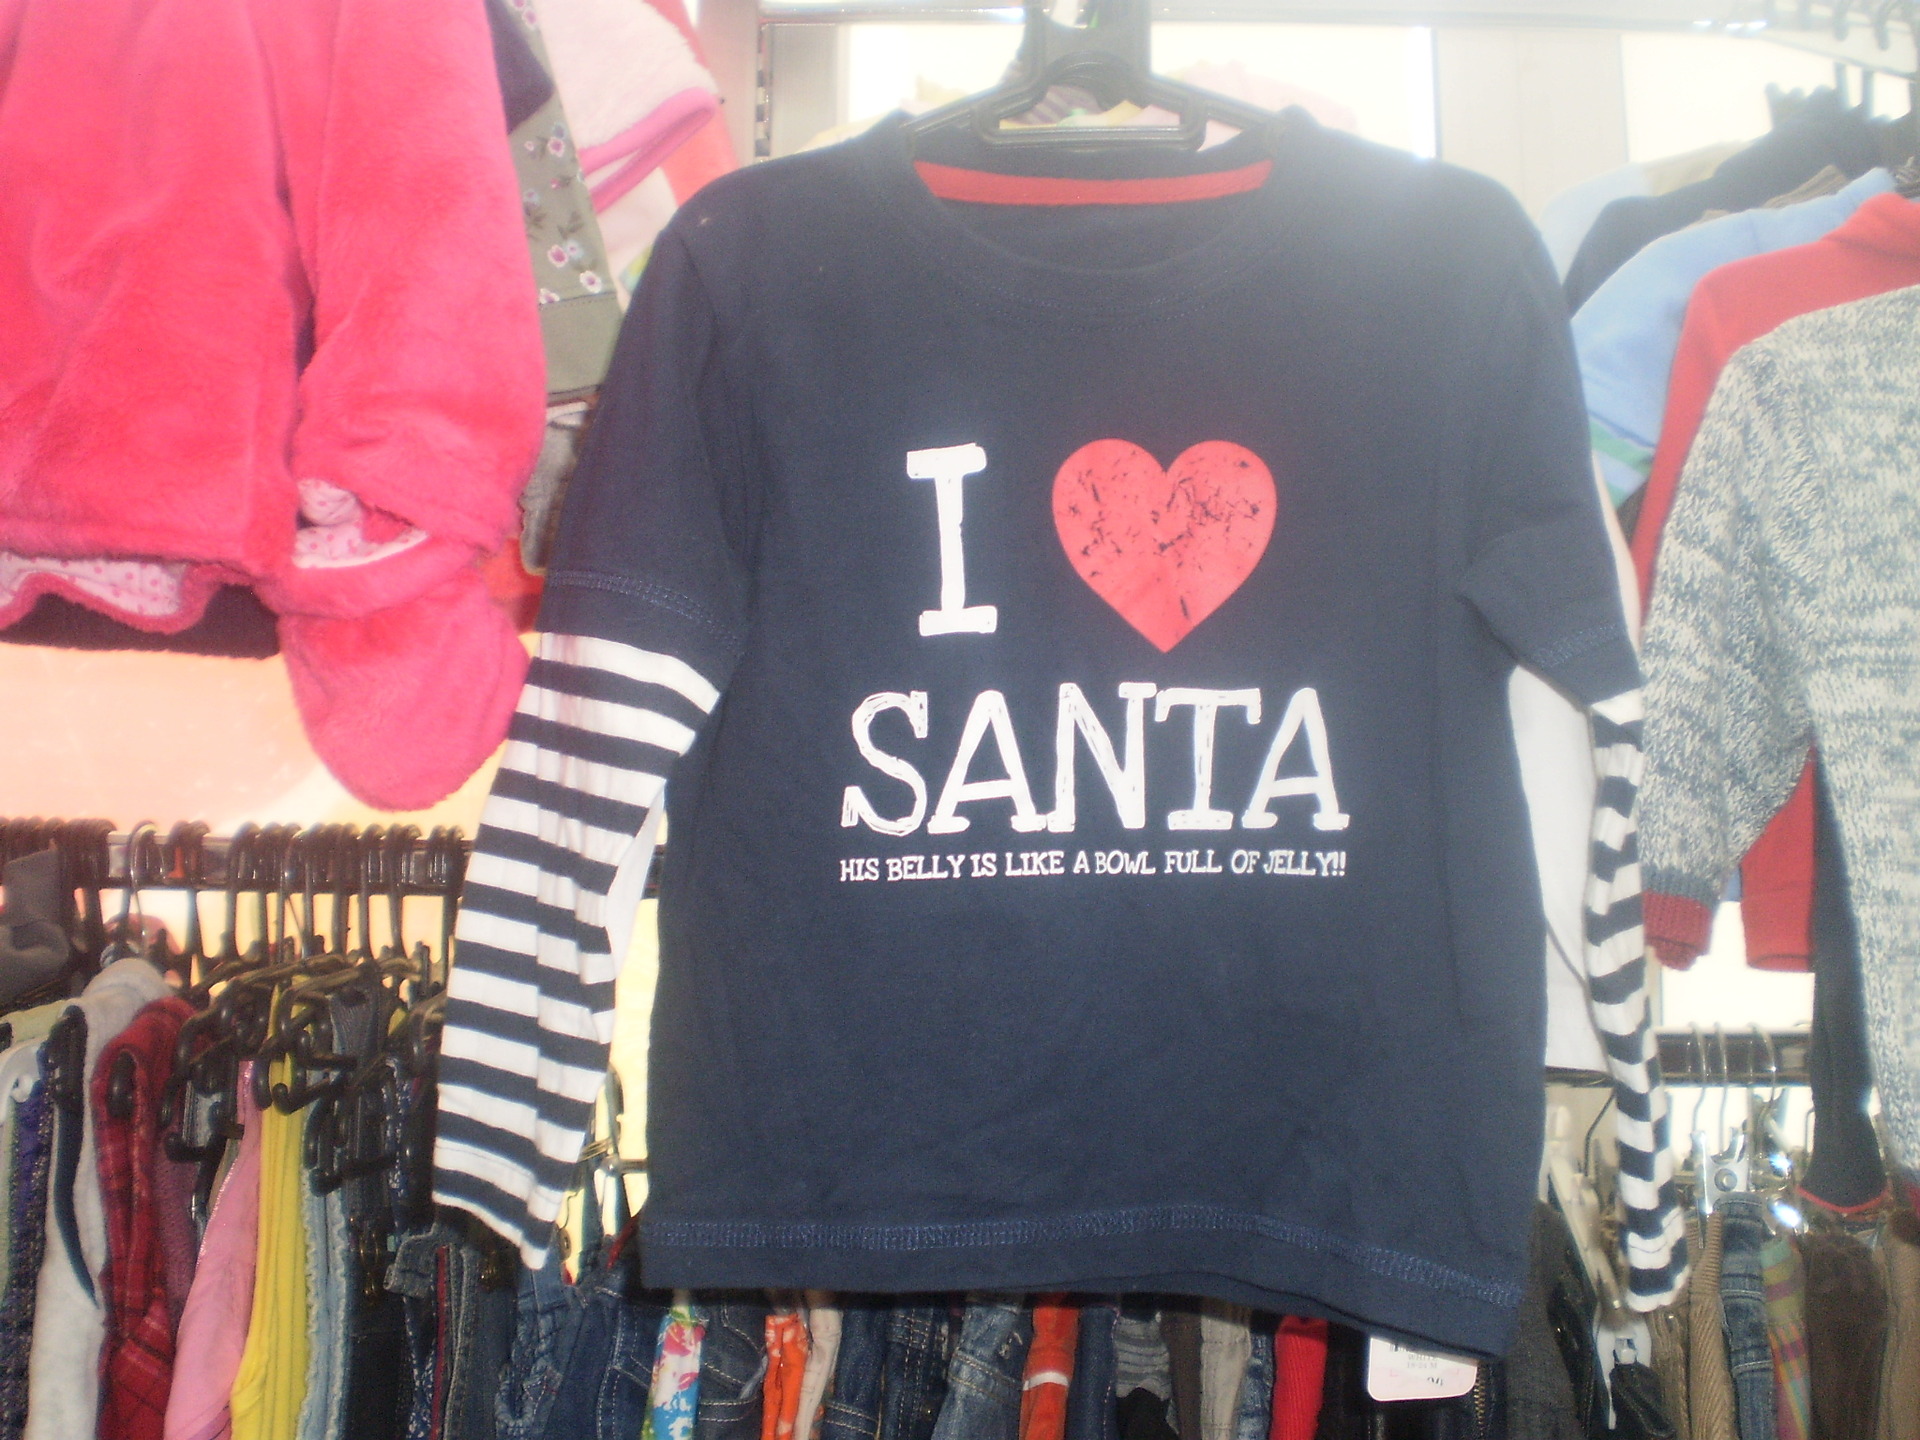 I
SANTA
HIS BELLY IS LIKE A BOWL FULL OF JELLY!!